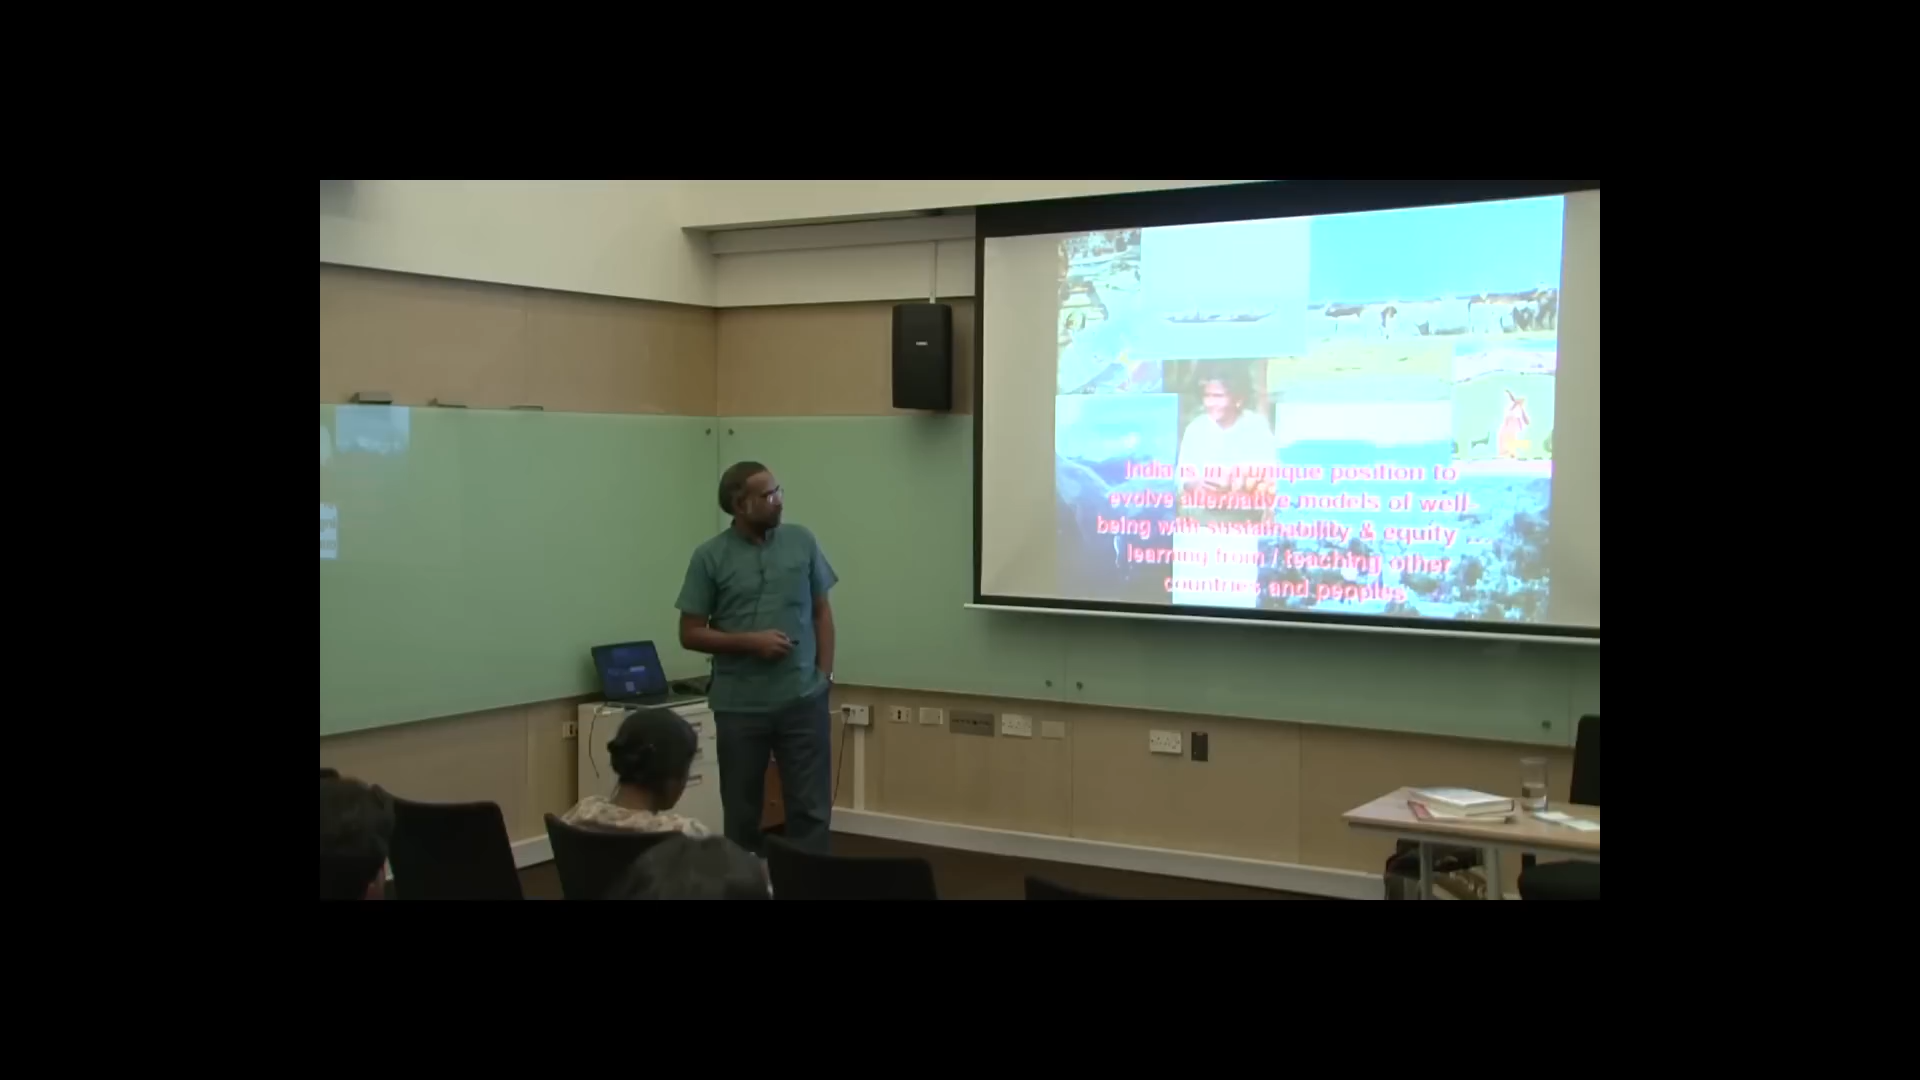 India is in a unique position to
evolve alternative models of well-
being with sustainability & equity ...
learning from / teaching other
countries and peoples